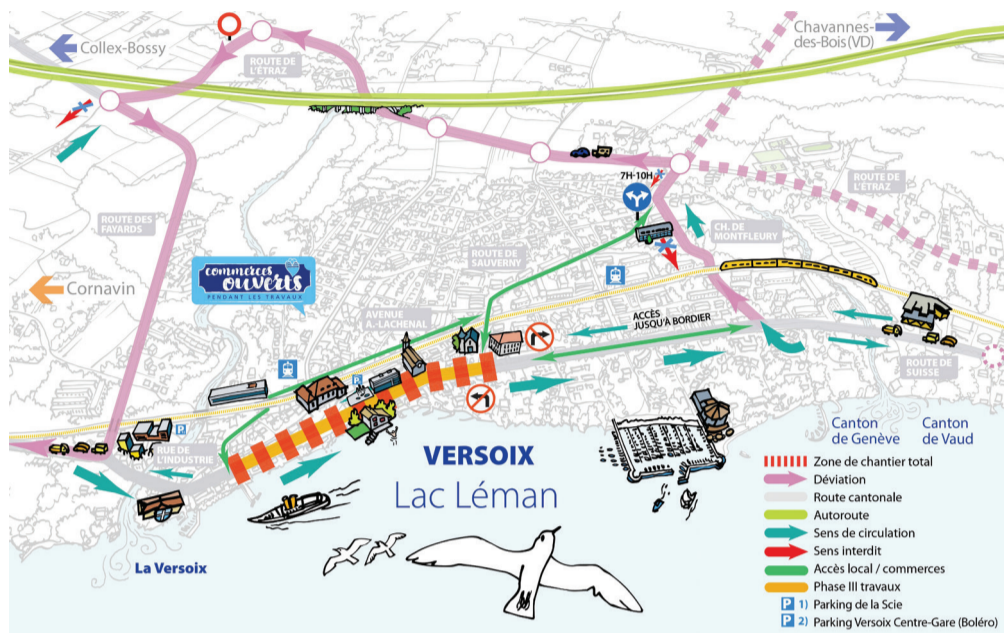 Collex-Bossy
ROUTE DE
L'ÉTRAZ
Chavannes-
des-Bois (VD)
7H-10H
ROUTE DE
L'ÉTRAZ
ROUTE DES
FAYARDS
ROUTE DE
SAUVERNY
CH. DE
MONTFLEURY
commerces
ouverts
PENDANT LES TRAVAUX
Cornavin
AVENUE
A.-LACHENAL
ACCÈS
JUSQU'À BORDIER
ROUTE DE
SUISSE
P
P
RUE DE
L'INDUSTRIE
VERSOIX
Lac Léman
La Versoix
Canton
de Genève
Canton
de Vaud
Zone de chantier total
Déviation
Route cantonale
Autoroute
Sens de circulation
Sens interdit
Accès local / commerces
Phase III travaux
P 1) Parking de la Scie
P 2) Parking Versoix Centre-Gare (Boléro)